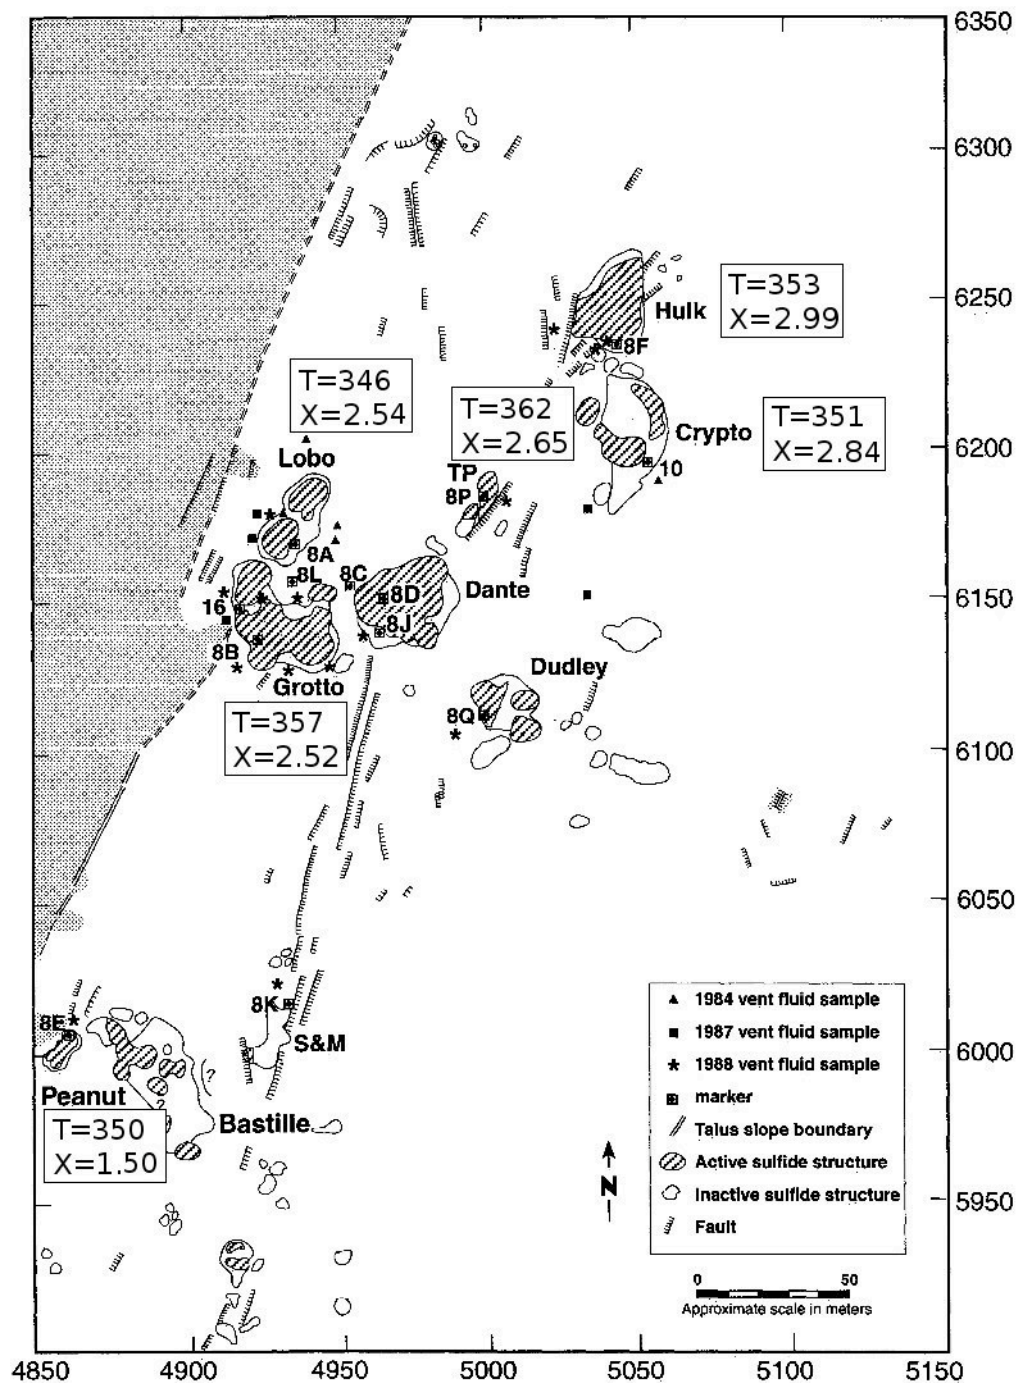 6350
6300
6250
6200
6150
6100
6050
6000
5950
T=353
X=2.99
Hulk
8F
T=346
X=2.54
T=362
X=2.65
T=351
X=2.84
Crypto
10
Lobo
TP
8P
8A
8L
8C
8D
Dante
16
8J
8B
Dudley
Grotto
8Q
T=357
X=2.52
8K
8E
S&M
?
Peanut
?
Bastille
T=350
X=1.50
1984 vent fluid sample
1987 vent fluid sample
1988 vent fluid sample
marker
Talus slope boundary
Active sulfide structure
Inactive sulfide structure
Fault
N
0 50
Approximate scale in meters
4850 4900 4950 5000 5050 5100 5150